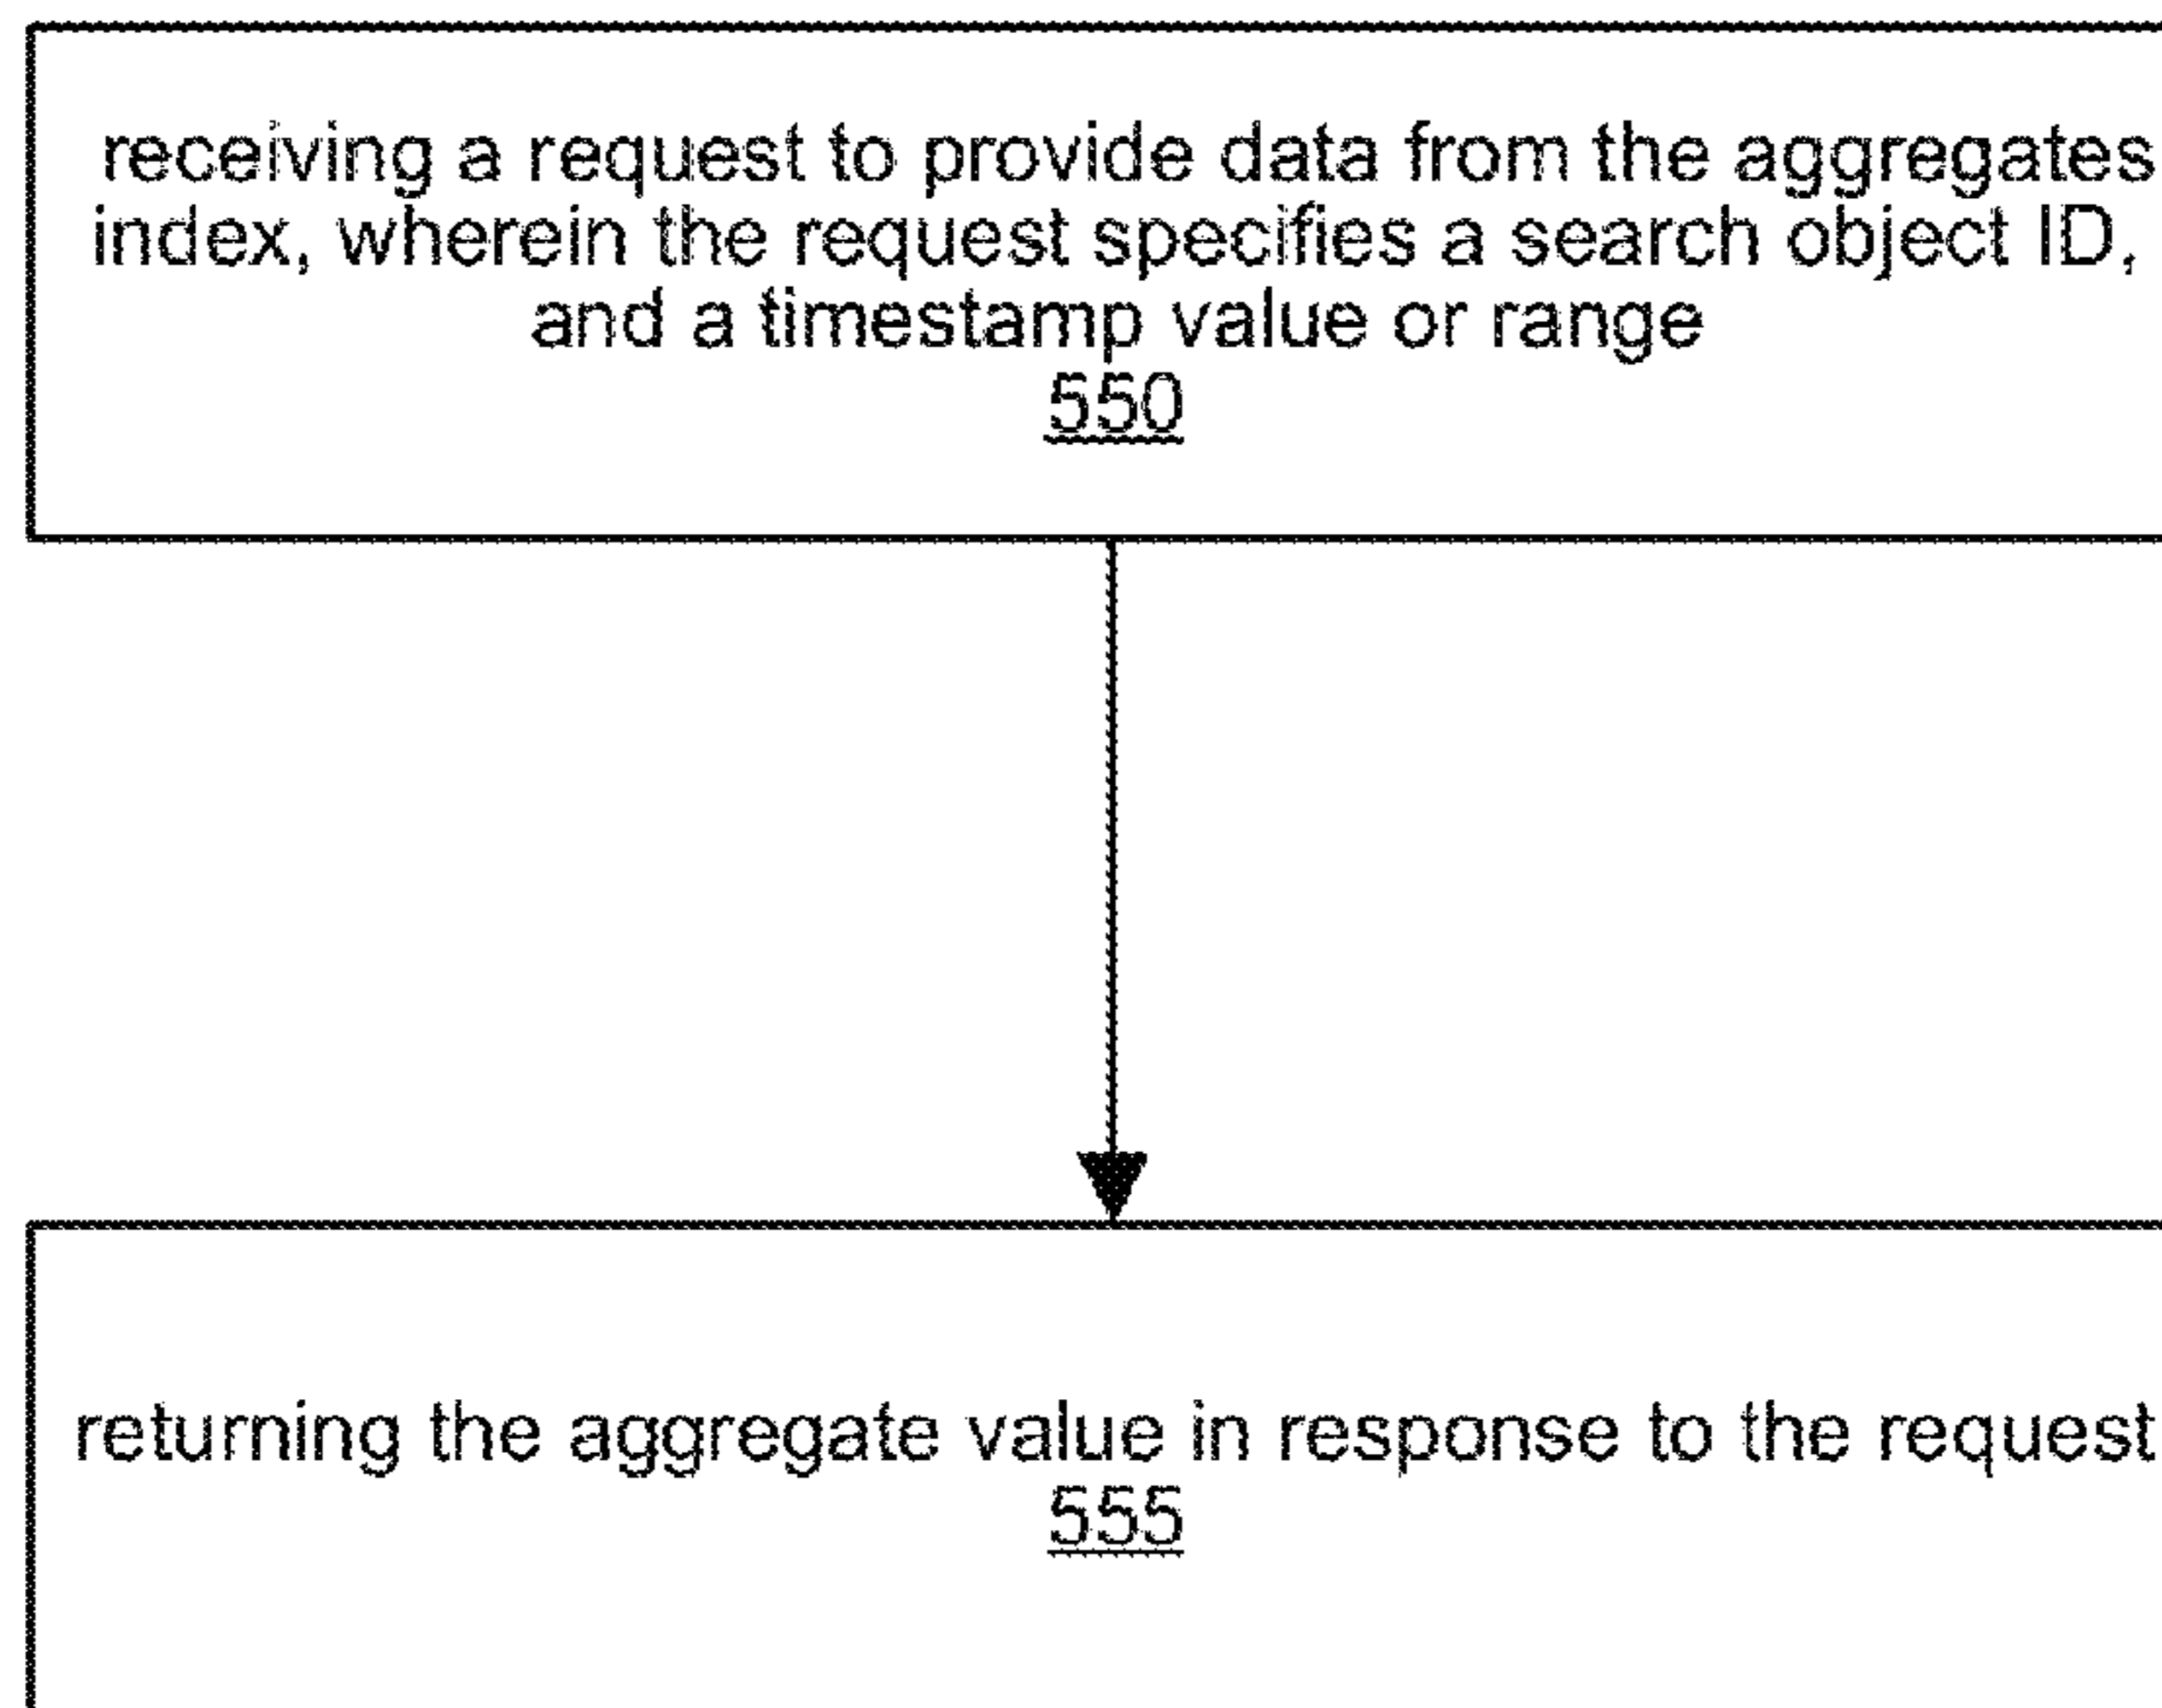 receiving a request to provide data from the aggregates
index, wherein the request specifies a search object ID,
and a timestamp value or range
550
returning the aggregate value in response to the request
555